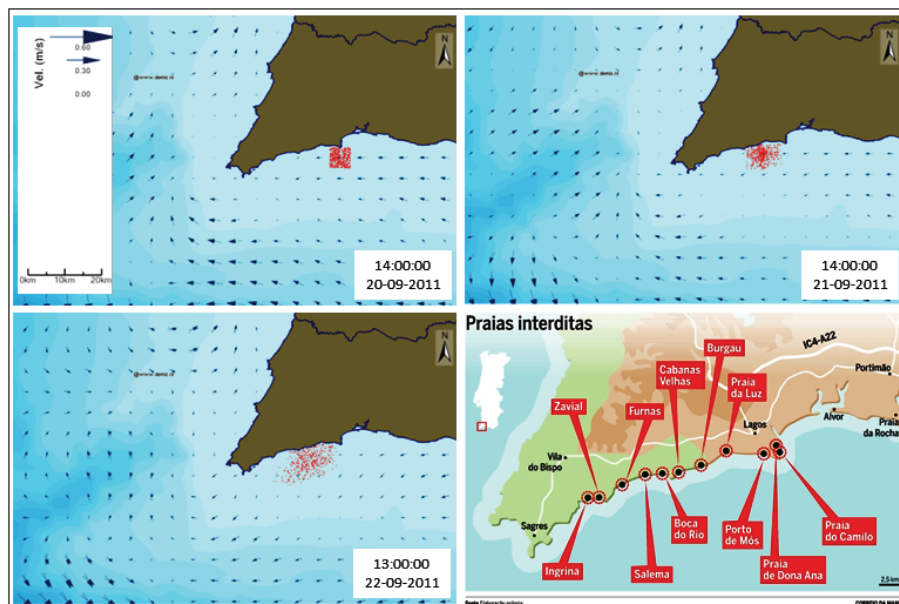 Vel. (m/s)
0.60
0.30
0.00
0km 10km 20km
N
14:00:00
20-09-2011
N
14:00:00
21-09-2011
N
13:00:00
22-09-2011
Praias interditas
IC4-A22
Burgau
Cabanas
Velhas
Praia
da Luz
Portimão
Zavial
Furnas
Lagos
Alvor
Praia
da Rocha
Vila
do Bispo
Sagres
Ingrina
Salema
Boca
do Rio
Porto
de Mós
Praia
de Dona Ana
Praia
do Camilo
2,5 km
Fonte Elaboração própria